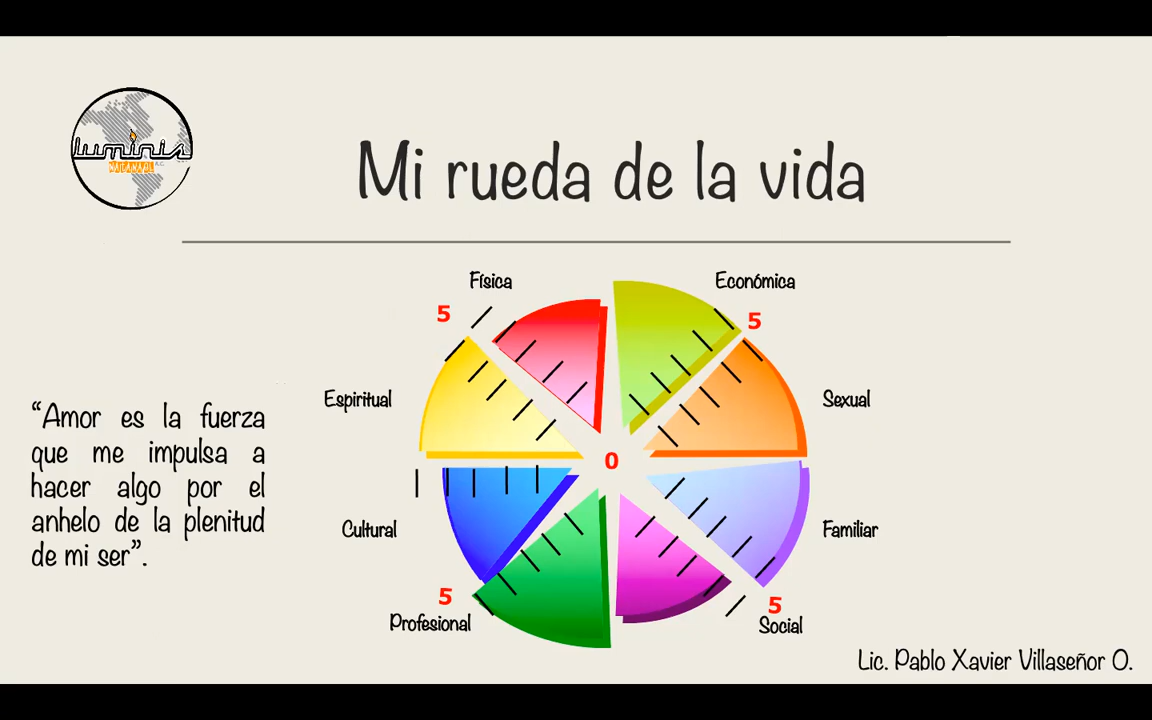 luminis
NATANAEL A.C.
Mi rueda de la vida
Física
Económica
5
5
Espiritual
Sexual
“Amor es la fuerza
que me impulsa a
hacer algo por el
anhelo de la plenitud
de mi ser”.
0
Cultural
Familiar
5
5
Profesional
Social
Lic. Pablo Xavier Villaseñor O.